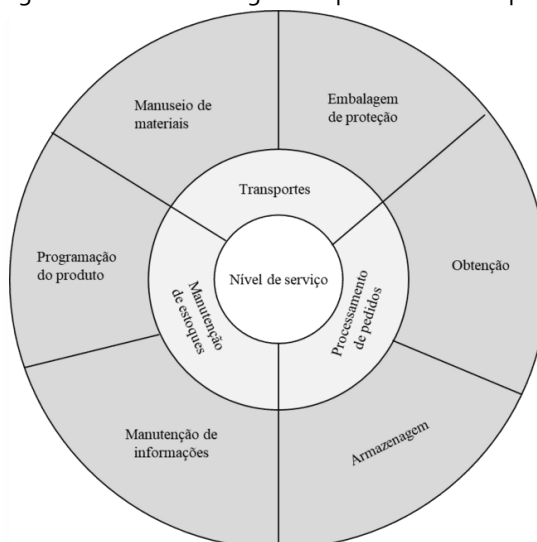 Manuseio de
materiais
Embalagem
de proteção
Transportes
Programação
do produto
Manutenção
de estoques
Nível de serviço
Processamento
de pedidos
Obtenção
Manutenção de
informações
Armazenagem